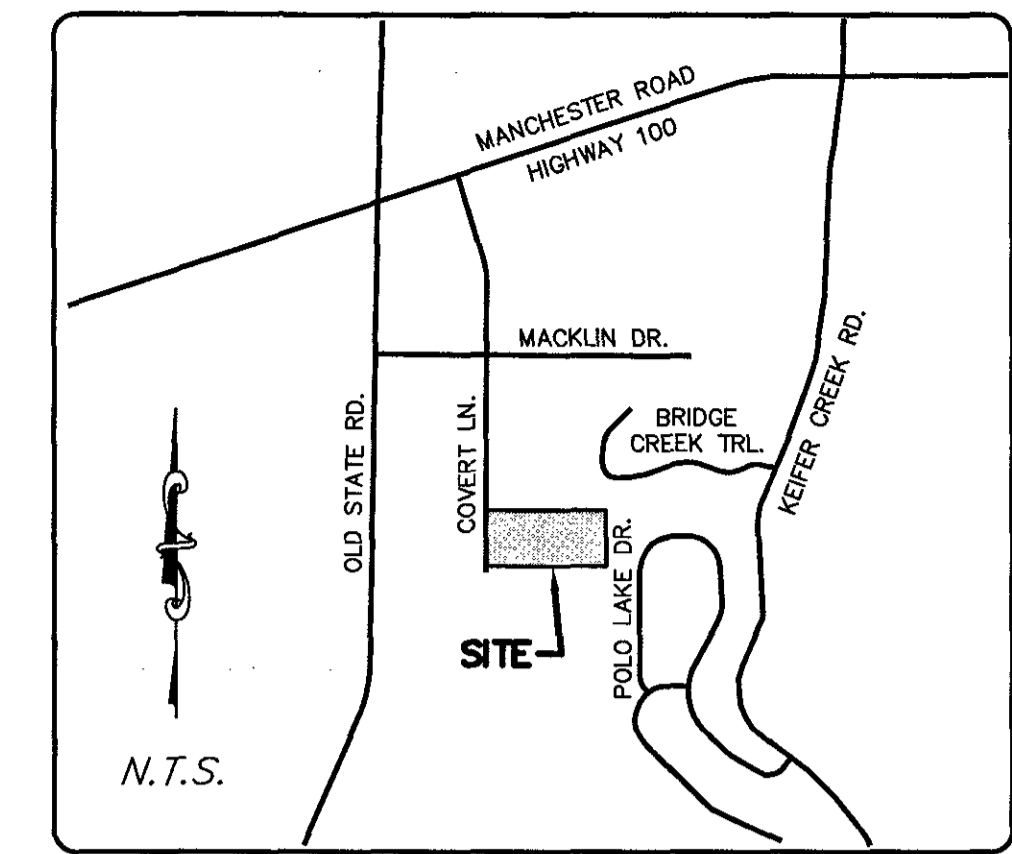 MANCHESTER ROAD
HIGHWAY 100
MACKLIN DR.
OLD STATE RD.
COVERT LN.
BRIDGE
CREEK TRL.
KEIFER CREEK RD.
POLO LAKE DR.
SITE
N.T.S.